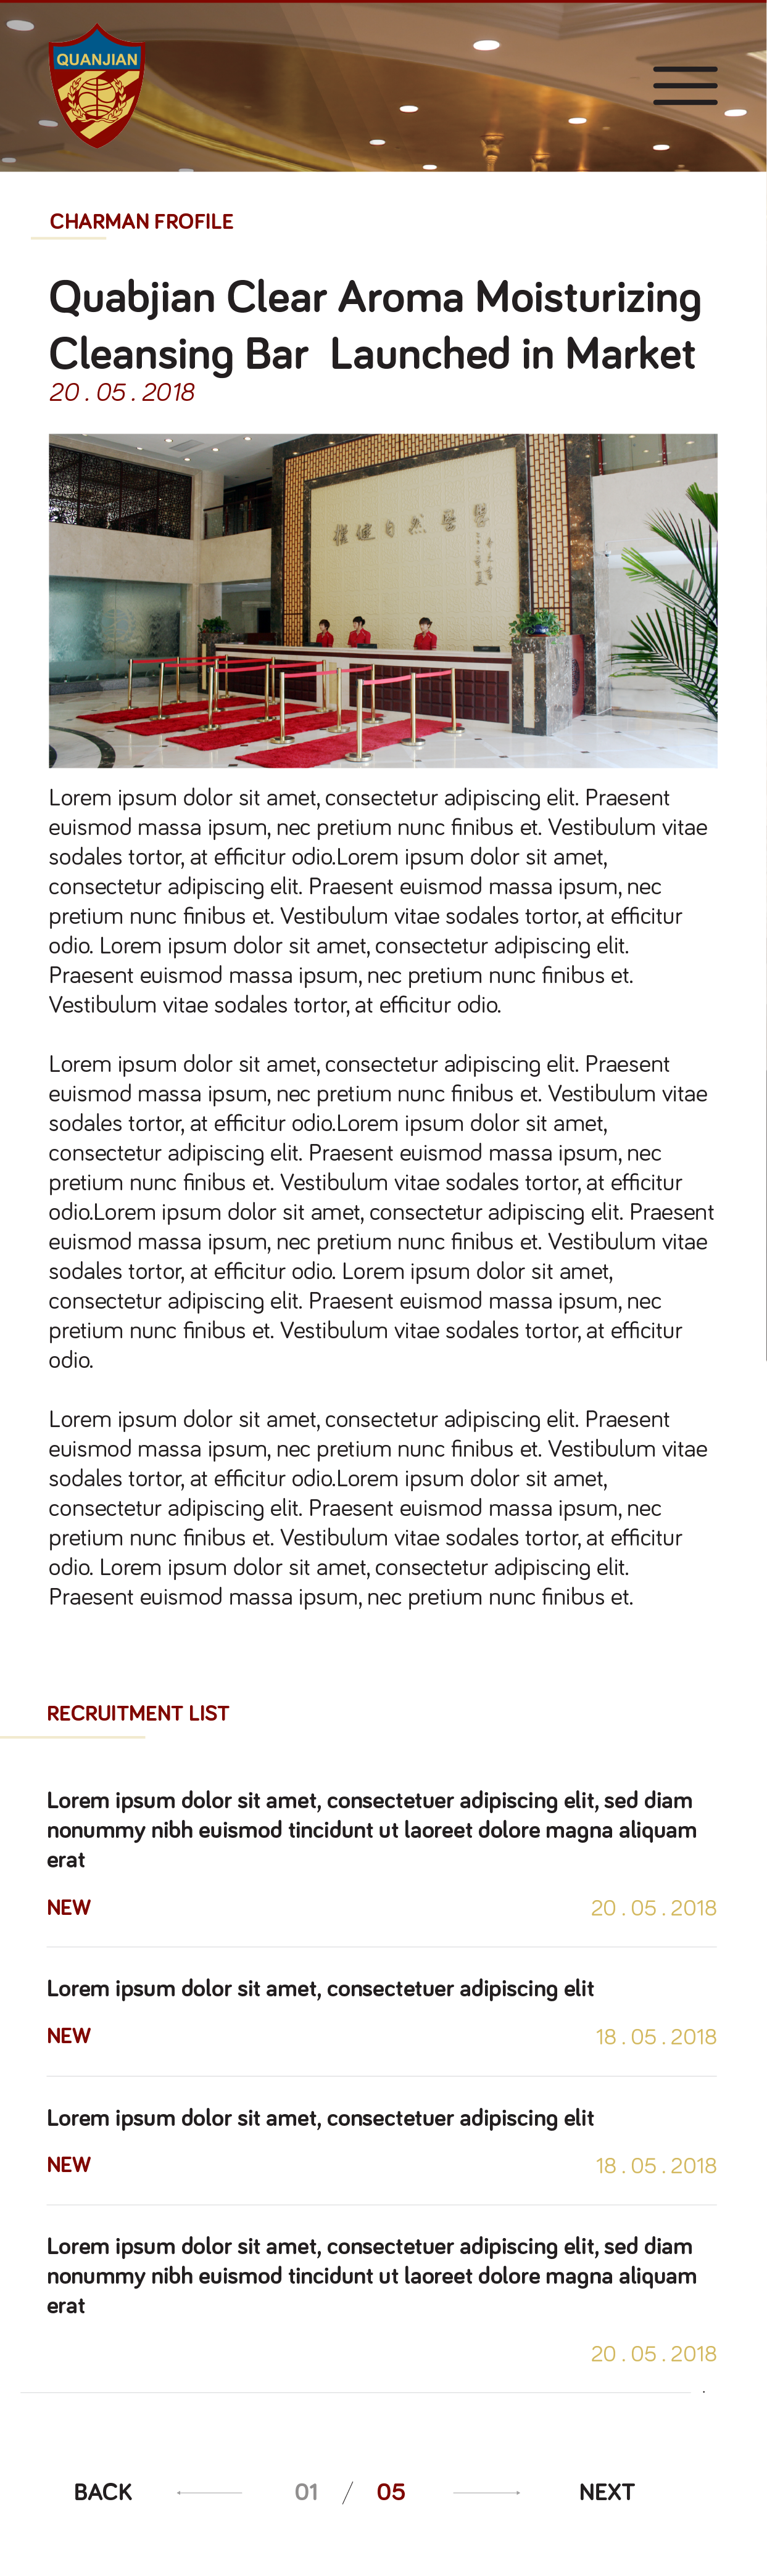 QUANJIAN
CHARMAN FROFILE
Quabjian Clear Aroma Moisturizing
Cleansing Bar Launched in Market
20 . 05 . 2018
Lorem ipsum dolor sit amet, consectetur adipiscing elit. Praesent
euismod massa ipsum, nec pretium nunc finibus et. Vestibulum vitae
sodales tortor, at efficitur odio.Lorem ipsum dolor sit amet,
consectetur adipiscing elit. Praesent euismod massa ipsum, nec
pretium nunc finibus et. Vestibulum vitae sodales tortor, at efficitur
odio. Lorem ipsum dolor sit amet, consectetur adipiscing elit.
Praesent euismod massa ipsum, nec pretium nunc finibus et.
Vestibulum vitae sodales tortor, at efficitur odio.
Lorem ipsum dolor sit amet, consectetur adipiscing elit. Praesent
euismod massa ipsum, nec pretium nunc finibus et. Vestibulum vitae
sodales tortor, at efficitur odio.Lorem ipsum dolor sit amet,
consectetur adipiscing elit. Praesent euismod massa ipsum, nec
pretium nunc finibus et. Vestibulum vitae sodales tortor, at efficitur
odio.Lorem ipsum dolor sit amet, consectetur adipiscing elit. Praesent
euismod massa ipsum, nec pretium nunc finibus et. Vestibulum vitae
sodales tortor, at efficitur odio. Lorem ipsum dolor sit amet,
consectetur adipiscing elit. Praesent euismod massa ipsum, nec
pretium nunc finibus et. Vestibulum vitae sodales tortor, at efficitur
odio.
Lorem ipsum dolor sit amet, consectetur adipiscing elit. Praesent
euismod massa ipsum, nec pretium nunc finibus et. Vestibulum vitae
sodales tortor, at efficitur odio.Lorem ipsum dolor sit amet,
consectetur adipiscing elit. Praesent euismod massa ipsum, nec
pretium nunc finibus et. Vestibulum vitae sodales tortor, at efficitur
odio. Lorem ipsum dolor sit amet, consectetur adipiscing elit.
Praesent euismod massa ipsum, nec pretium nunc finibus et.
RECRUITMENT LIST
Lorem ipsum dolor sit amet, consectetuer adipiscing elit, sed diam
nonummy nibh euismod tincidunt ut laoreet dolore magna aliquam
erat
NEW 20 . 05 . 2018
Lorem ipsum dolor sit amet, consectetuer adipiscing elit
NEW 18 . 05 . 2018
Lorem ipsum dolor sit amet, consectetuer adipiscing elit
NEW 18 . 05 . 2018
Lorem ipsum dolor sit amet, consectetuer adipiscing elit, sed diam
nonummy nibh euismod tincidunt ut laoreet dolore magna aliquam
erat
20 . 05 . 2018
BACK 01 / 05 NEXT